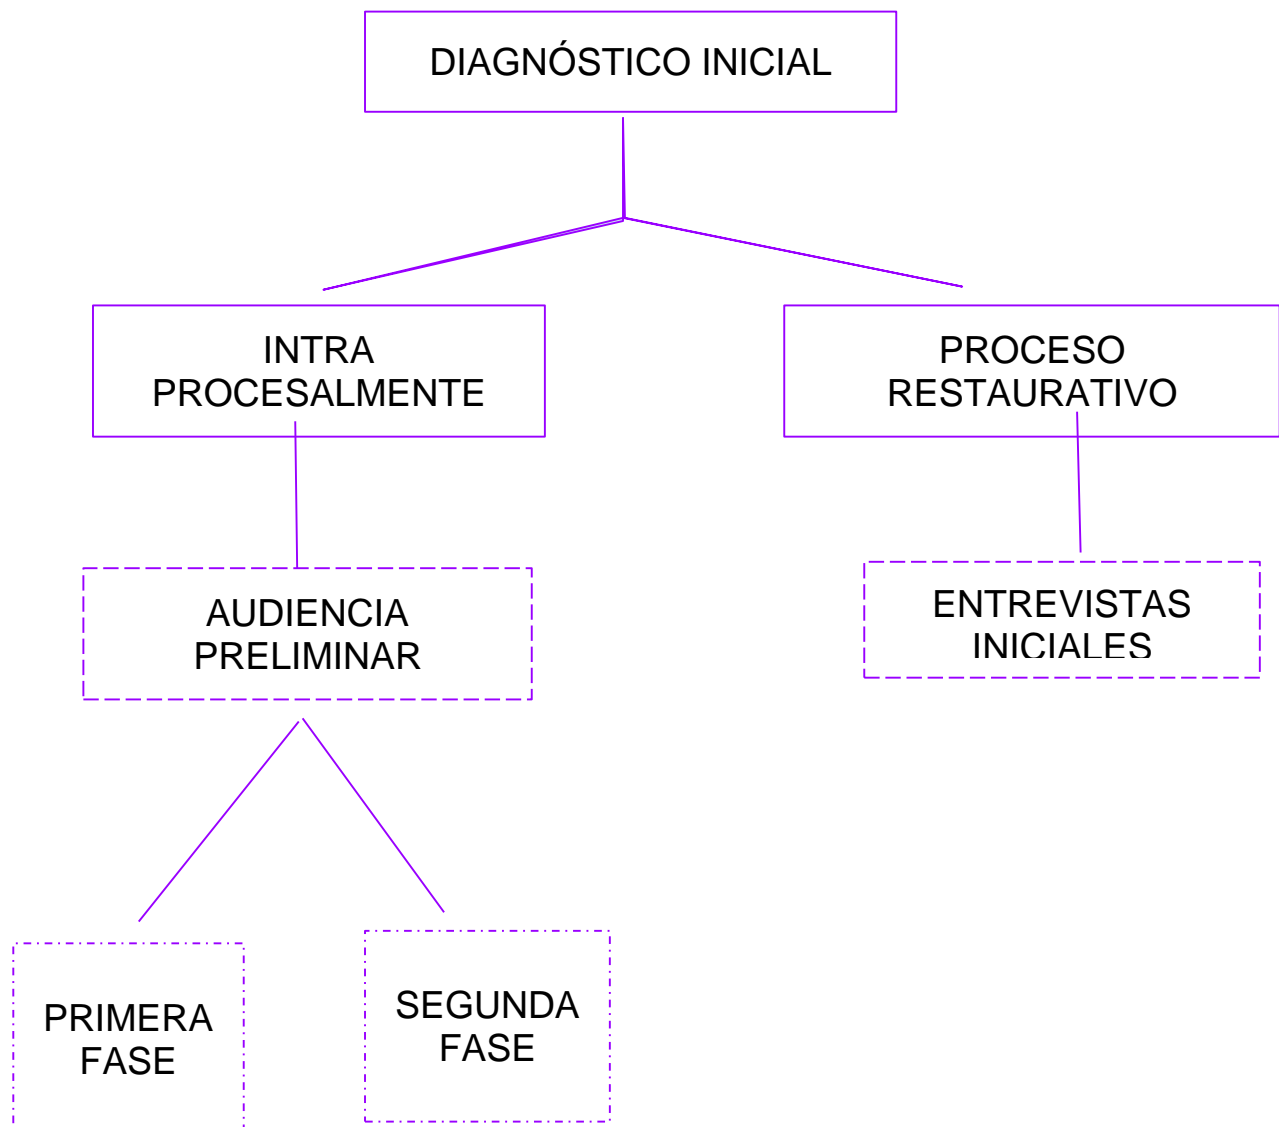 DIAGNÓSTICO INICIAL
INTRA
PROCESALMENTE
PROCESO
RESTAURATIVO
AUDIENCIA
PRELIMINAR
ENTREVISTAS
INICIALES
PRIMERA
FASE
SEGUNDA
FASE